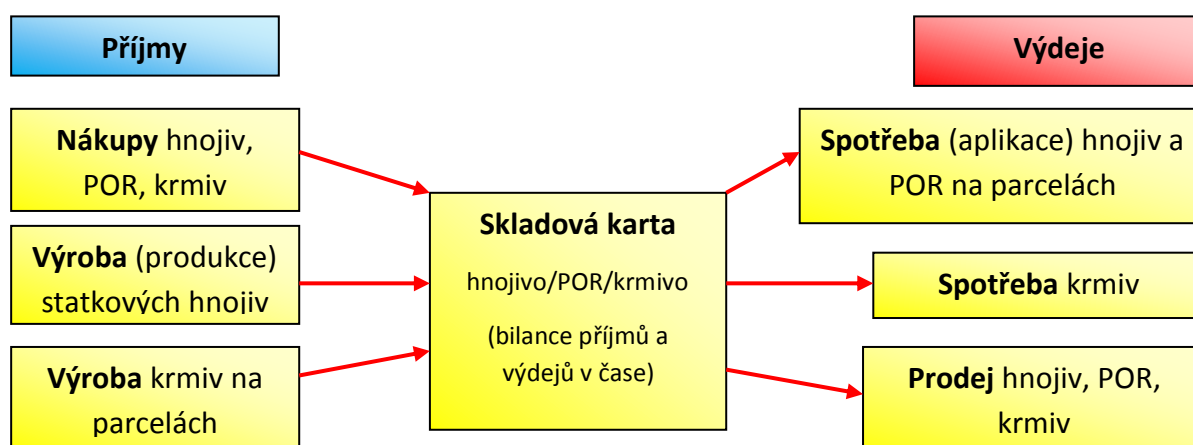 Příjmy
Výdeje
Nákupy hnojiv,
POR, krmiv
Výroba (produkce)
statkových hnojiv
Výroba krmiv na
parcelách
Skladová karta
hnojivo/POR/krmivo
(bilance příjmů a
výdejů v čase)
Spotřeba (aplikace) hnojiv a
POR na parcelách
Spotřeba krmiv
Prodej hnojiv, POR,
krmiv